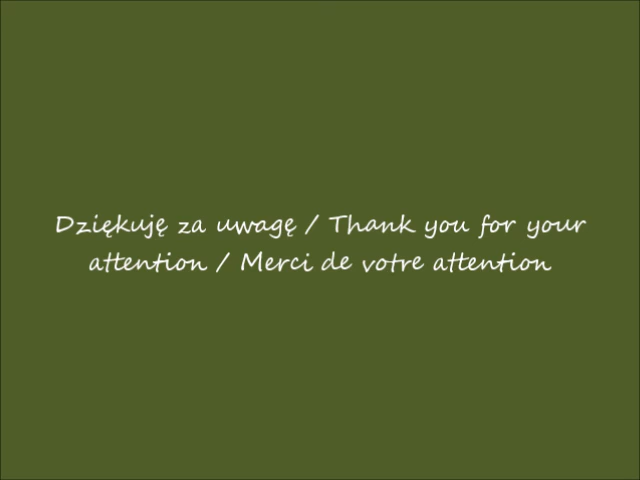 Dziękuję za uwagę / Thank you for your
attention / Merci de votre attention